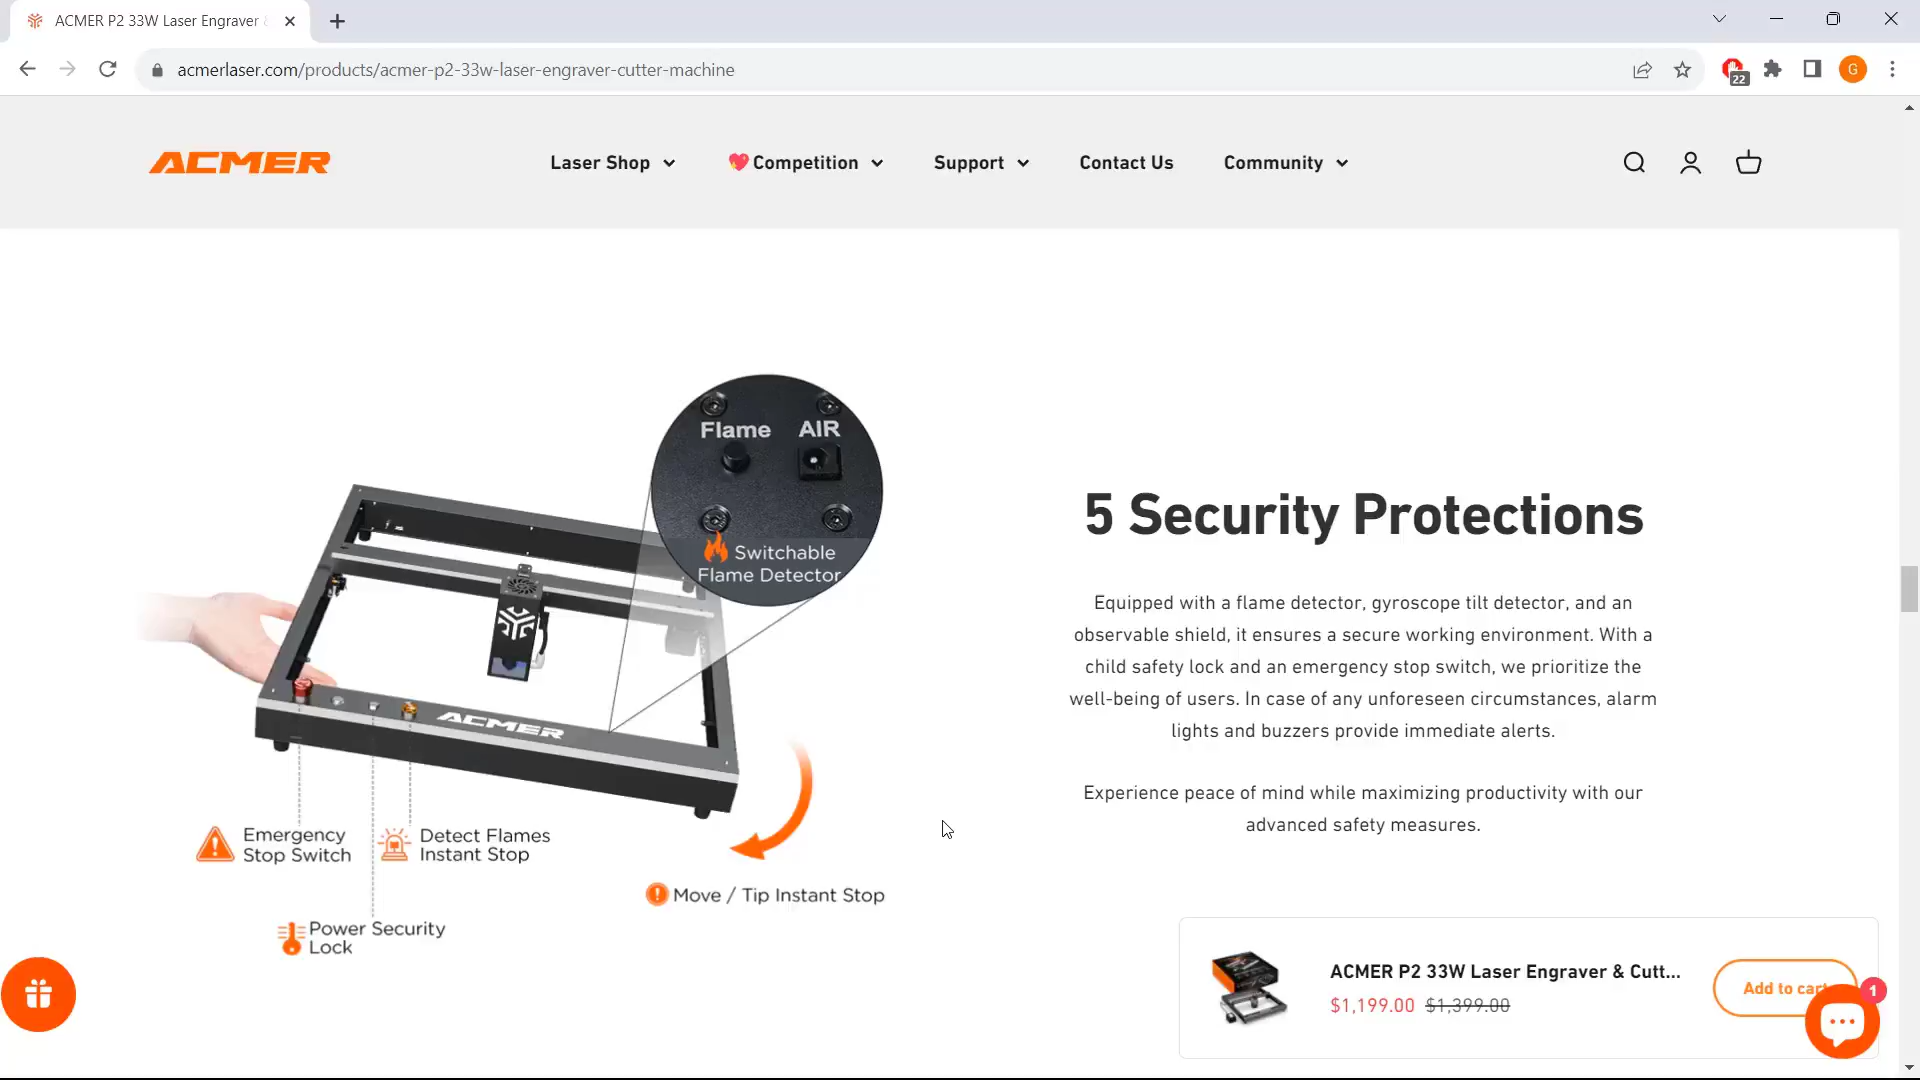 ACMER P2 33W Laser Engraver &
acmerlaser.com/products/acmer-p2-33w-laser-engraver-cutter-machine
22
G
ACMER
Laser Shop
💖Competition
Support
Contact Us
Community
Flame AIR
Switchable
Flame Detector
ACMER
Emergency
Stop Switch
Detect Flames
Instant Stop
Move / Tip Instant Stop
Power Security
Lock
5 Security Protections
Equipped with a flame detector, gyroscope tilt detector, and an
observable shield, it ensures a secure working environment. With a
child safety lock and an emergency stop switch, we prioritize the
well-being of users. In case of any unforeseen circumstances, alarm
lights and buzzers provide immediate alerts.
Experience peace of mind while maximizing productivity with our
advanced safety measures.
ACMER P2 33W Laser Engraver & Cutt...
$1,199.00 $1,399.00
Add to cart
1